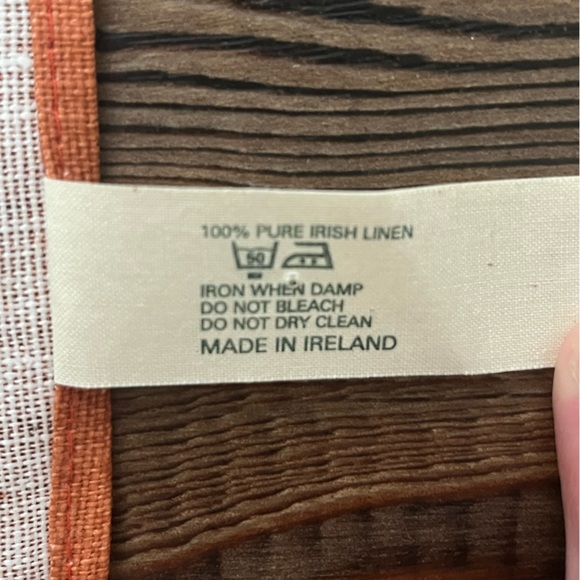 100% PURE IRISH LINEN
50
IRON WHEN DAMP
DO NOT BLEACH
DO NOT DRY CLEAN
MADE IN IRELAND